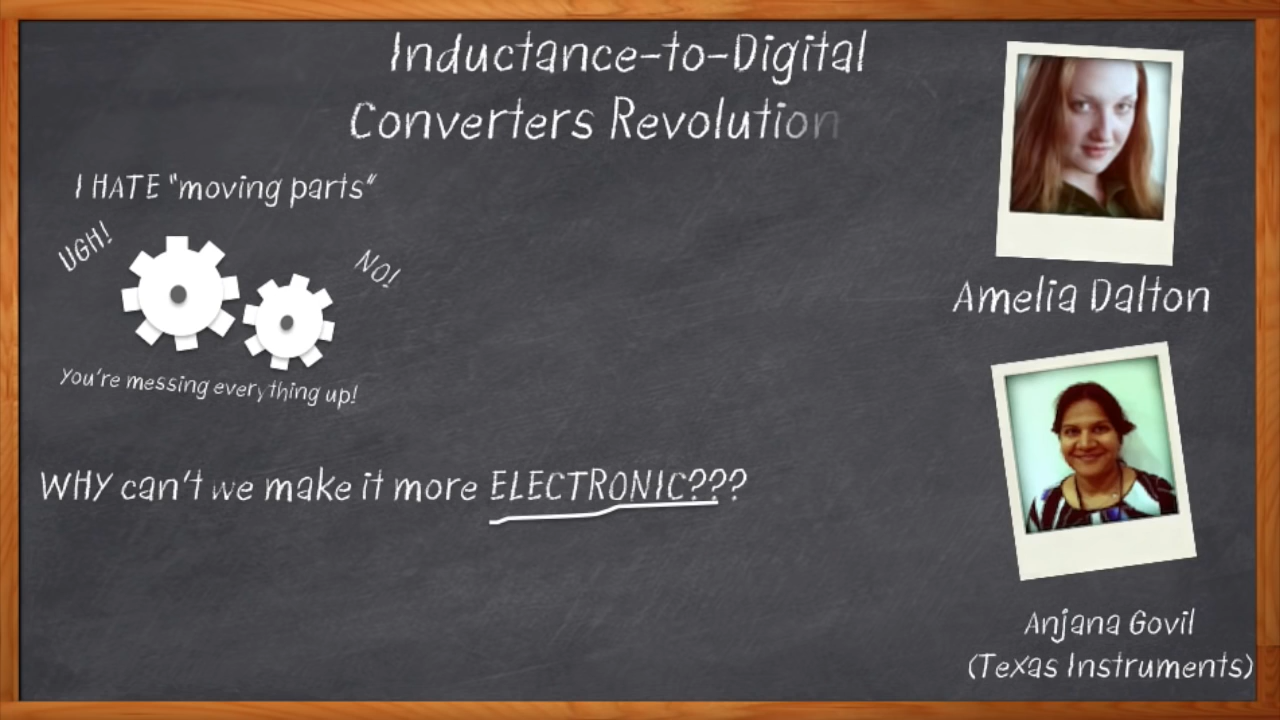 Inductance-to-Digital
Converters Revolution
I HATE "moving parts"
UGH!
NO!
You're messing everything up!
WHY can't we make it more ELECTRONIC???
Amelia Dalton
Anjana Govil
(Texas Instruments)